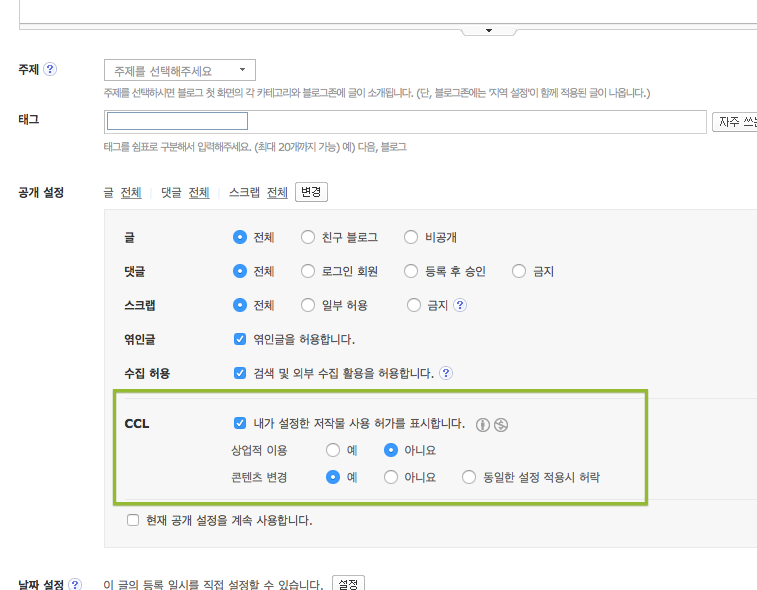 주제 ?
주제를 선택해주세요
주제를 선택하시면 블로그 첫 화면의 각 카테고리와 블로그존에 글이 소개됩니다. (단, 블로그존에는 '지역 설정'이 함께 적용된 글이 나옵니다.)
태그
자주 쓰는
태그를 쉼표로 구분해서 입력해주세요. (최대 20개까지 가능) 예) 다음, 블로그
공개 설정 글 전체 댓글 전체 스크랩 전체 변경
글 전체 친구 블로그 비공개
댓글 전체 로그인 회원 등록 후 승인 금지
스크랩 전체 일부 허용 금지 ?
엮인글 엮인글을 허용합니다.
수집 허용 검색 및 외부 수집 활용을 허용합니다. ?
CCL 내가 설정한 저작물 사용 허가를 표시합니다.
상업적 이용 예 아니요
콘텐츠 변경 예 아니요 동일한 설정 적용시 허락
현재 공개 설정을 계속 사용합니다.
날짜 설정 ? 이 글의 등록 일시를 직접 설정할 수 있습니다. 설정